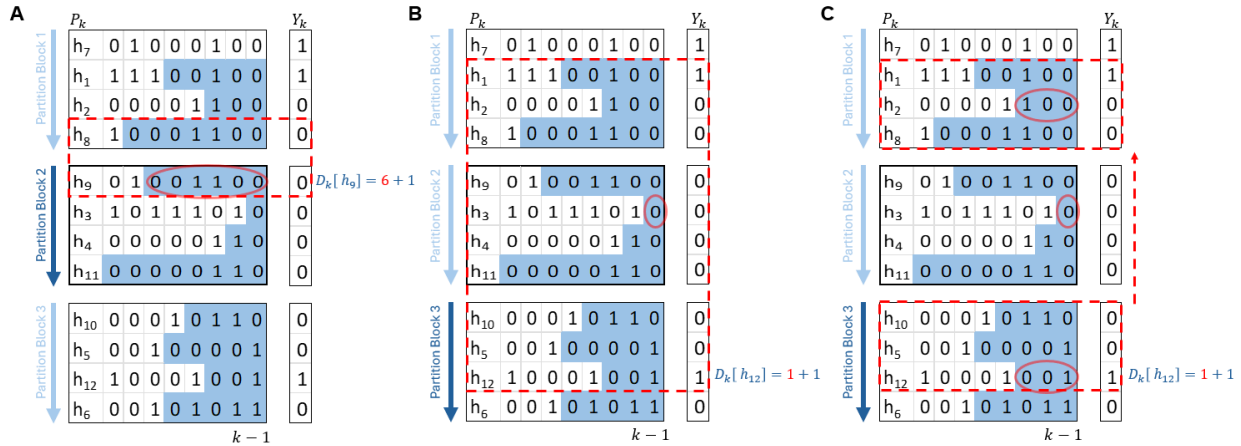 A
P_k Y_k
Partition Block 1
h_7 0 1 0 0 0 1 0 0 1
h_1 1 1 1 0 0 1 0 0 1
h_2 0 0 0 0 1 1 0 0 0
h_8 1 0 0 0 1 1 0 0 0
Partition Block 2
h_9 0 1 0 0 1 1 0 0 0 D_k[h_9] = 6 + 1
h_3 1 0 1 1 1 0 1 0 0
h_4 0 0 0 0 0 1 1 0 0
h_11 0 0 0 0 0 1 1 0 0
Partition Block 3
h_10 0 0 0 1 0 1 1 0 0
h_5 0 0 1 0 0 0 0 1 0
h_12 1 0 0 0 1 0 0 1 1
h_6 0 0 1 0 1 0 1 1 0
k − 1
B
P_k Y_k
Partition Block 1
h_7 0 1 0 0 0 1 0 0 1
h_1 1 1 1 0 0 1 0 0 1
h_2 0 0 0 0 1 1 0 0 0
h_8 1 0 0 0 1 1 0 0 0
Partition Block 2
h_9 0 1 0 0 1 1 0 0 0
h_3 1 0 1 1 1 0 1 0 0
h_4 0 0 0 0 0 1 1 0 0
h_11 0 0 0 0 0 1 1 0 0
Partition Block 3
h_10 0 0 0 1 0 1 1 0 0
h_5 0 0 1 0 0 0 0 1 0
h_12 1 0 0 0 1 0 0 1 1 D_k[h_12] = 1 + 1
h_6 0 0 1 0 1 0 1 1 0
k − 1
C
P_k Y_k
Partition Block 1
h_7 0 1 0 0 0 1 0 0 1
h_1 1 1 1 0 0 1 0 0 1
h_2 0 0 0 0 1 1 0 0 0
h_8 1 0 0 0 1 1 0 0 0
Partition Block 2
h_9 0 1 0 0 1 1 0 0 0
h_3 1 0 1 1 1 0 1 0 0
h_4 0 0 0 0 0 1 1 0 0
h_11 0 0 0 0 0 1 1 0 0
Partition Block 3
h_10 0 0 0 1 0 1 1 0 0
h_5 0 0 1 0 0 0 0 1 0
h_12 1 0 0 0 1 0 0 1 1 D_k[h_12] = 1 + 1
h_6 0 0 1 0 1 0 1 1 0
k − 1